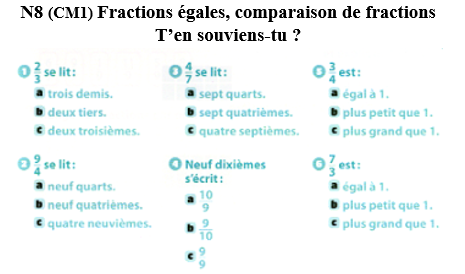 N8 (CM1) Fractions égales, comparaison de fractions
T'en souviens-tu ?
1 2/3 se lit :
a trois demis.
b deux tiers.
c deux troisièmes.
2 9/4 se lit :
a neuf quarts.
b neuf quatrièmes.
c quatre neuvièmes.
3 4/7 se lit :
a sept quarts.
b sept quatrièmes.
c quatre septièmes.
4 Neuf dixièmes
s'écrit :
a 10/9
b 9/10
c 9/9
5 3/4 est :
a égal à 1.
b plus petit que 1.
c plus grand que 1.
6 7/3 est :
a égal à 1.
b plus petit que 1.
c plus grand que 1.